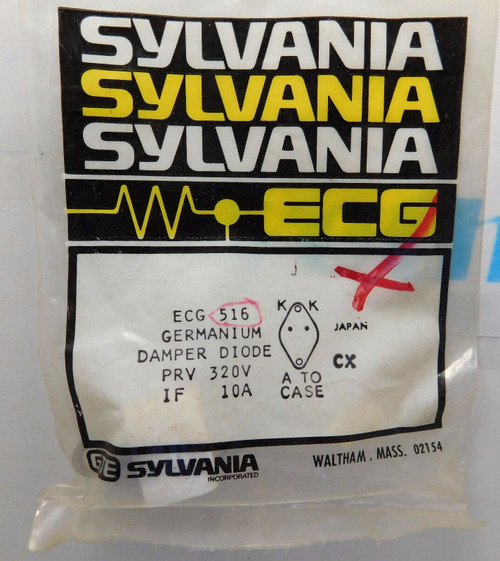 SYLVANIA
SYLVANIA
SYLVANIA
ECG
ECG 516
GERMANIUM
DAMPER DIODE
PRV 320V
IF 10A
K K
A TO
CASE
JAPAN
CX
GTE SYLVANIA
INCORPORATED
WALTHAM, MASS. 02154